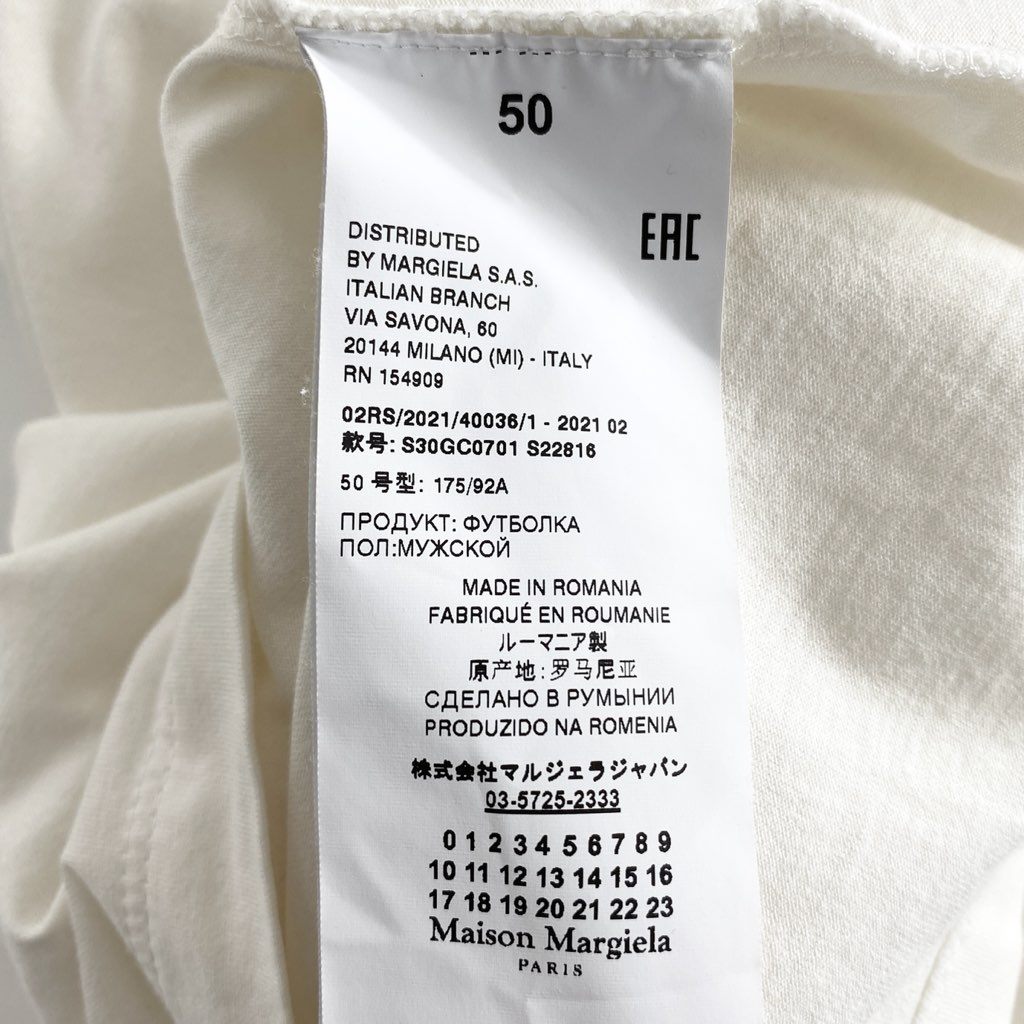 50
EAC
DISTRIBUTED
BY MARGIELA S.A.S.
ITALIAN BRANCH
VIA SAVONA, 60
20144 MILANO (MI) - ITALY
RN 154909
02RS/2021/40036/1 - 2021 02
款号: S30GC0701 S22816
50 号型: 175/92A
ПРОДУКТ: ФУТБОЛКА
ПОЛ:МУЖСКОЙ
MADE IN ROMANIA
FABRIQUÉ EN ROUMANIE
ルーマニア製
原产地: 罗马尼亚
СДЕЛАНО В РУМЫНИИ
PRODUZIDO NA ROMENIA
株式会社マルジェラジャパン
03-5725-2333
0 1 2 3 4 5 6 7 8 9
10 11 12 13 14 15 16
17 18 19 20 21 22 23
Maison Margiela
PARIS